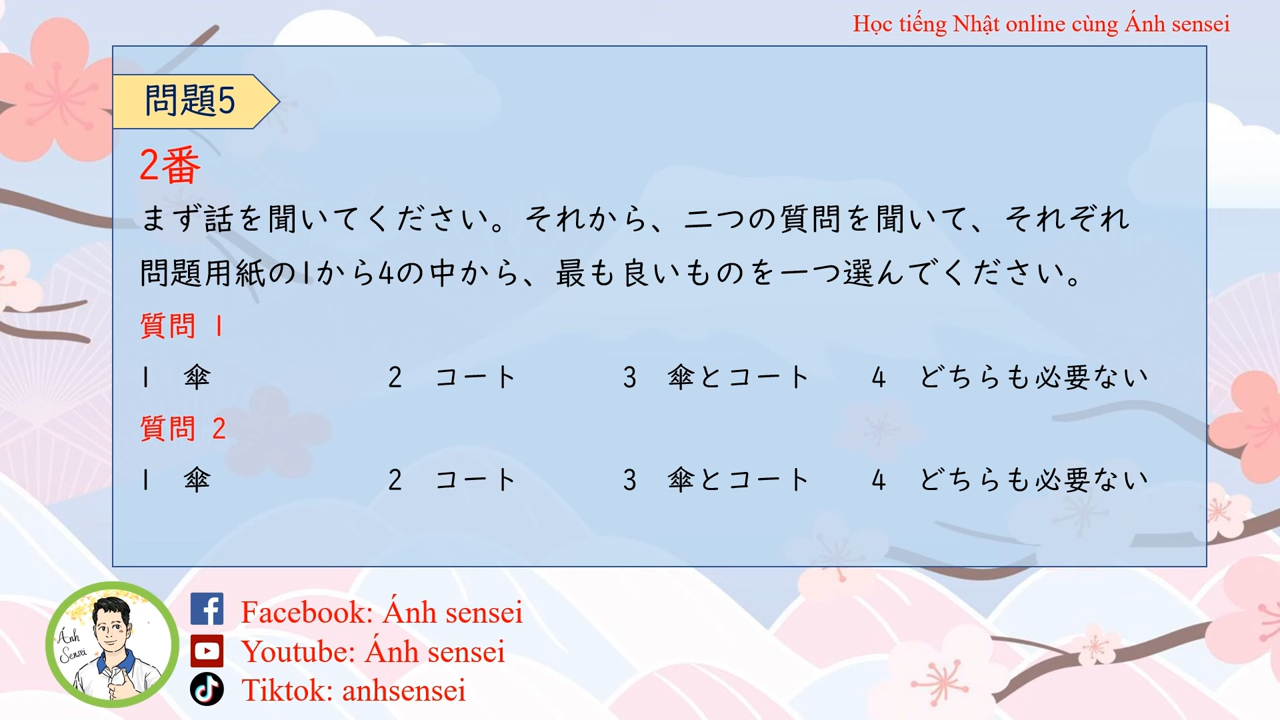 Học tiếng Nhật online cùng Ánh sensei
問題5
2番
まず話を聞いてください。それから、二つの質問を聞いて、それぞれ
問題用紙の1から4の中から、最も良いものを一つ選んでください。
質問 1
1 傘 2 コート 3 傘とコート 4 どちらも必要ない
質問 2
1 傘 2 コート 3 傘とコート 4 どちらも必要ない
Ánh Sensei
Facebook: Ánh sensei
Youtube: Ánh sensei
Tiktok: anhsensei